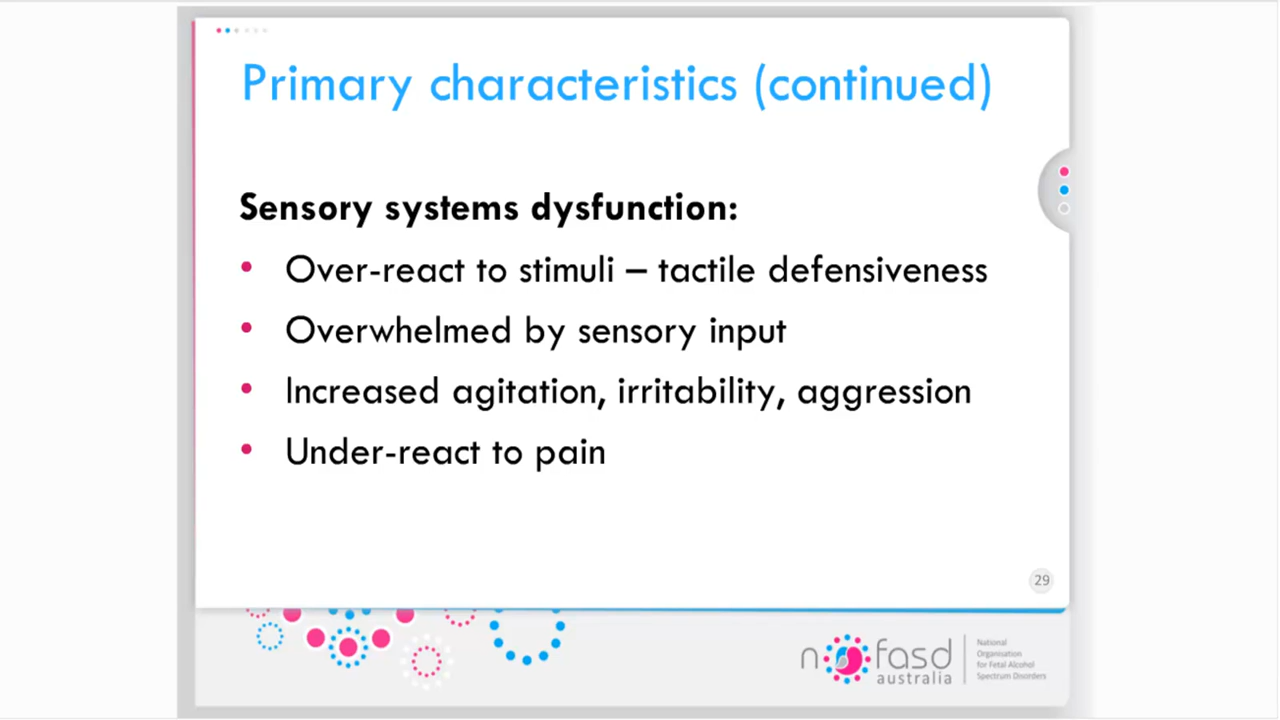 Primary characteristics (continued)
Sensory systems dysfunction:
• Over-react to stimuli – tactile defensiveness
• Overwhelmed by sensory input
• Increased agitation, irritability, aggression
• Under-react to pain
29
nofasd
australia
National
Organisation
for Fetal Alcohol
Spectrum Disorders